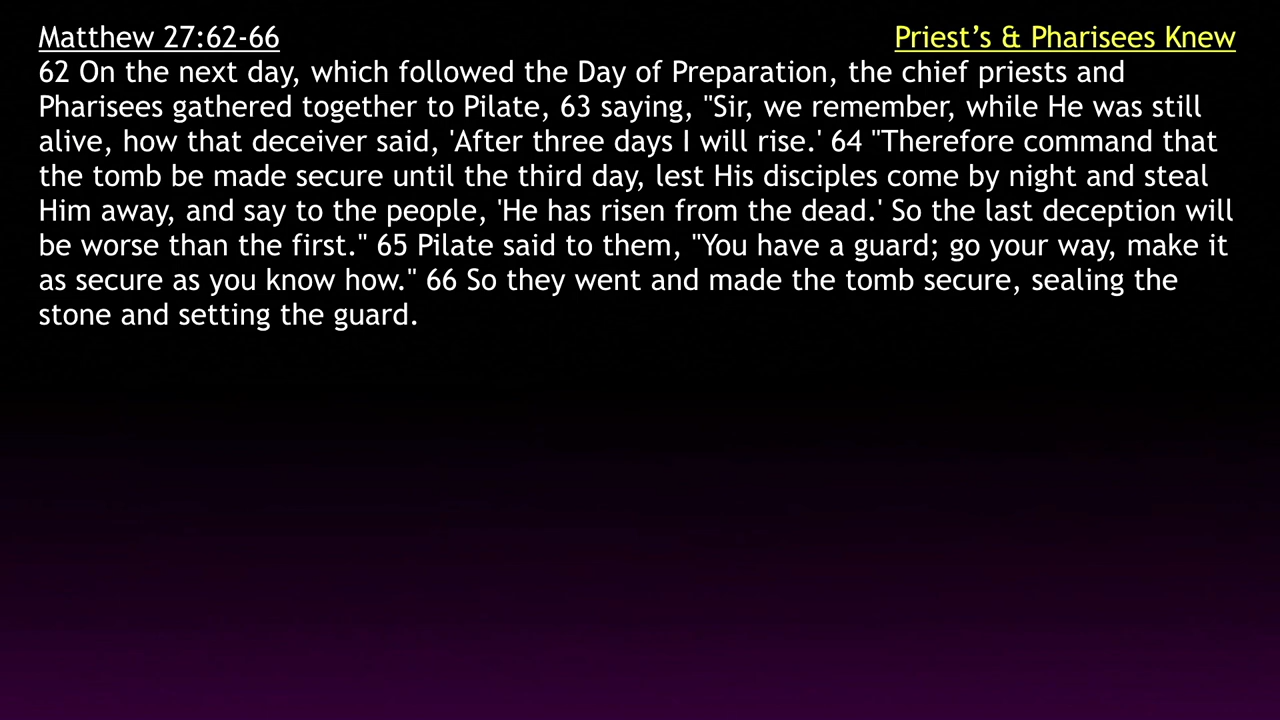 Matthew 27:62-66 Priest’s & Pharisees Knew
62 On the next day, which followed the Day of Preparation, the chief priests and
Pharisees gathered together to Pilate, 63 saying, "Sir, we remember, while He was still
alive, how that deceiver said, 'After three days I will rise.' 64 "Therefore command that
the tomb be made secure until the third day, lest His disciples come by night and steal
Him away, and say to the people, 'He has risen from the dead.' So the last deception will
be worse than the first." 65 Pilate said to them, "You have a guard; go your way, make it
as secure as you know how." 66 So they went and made the tomb secure, sealing the
stone and setting the guard.